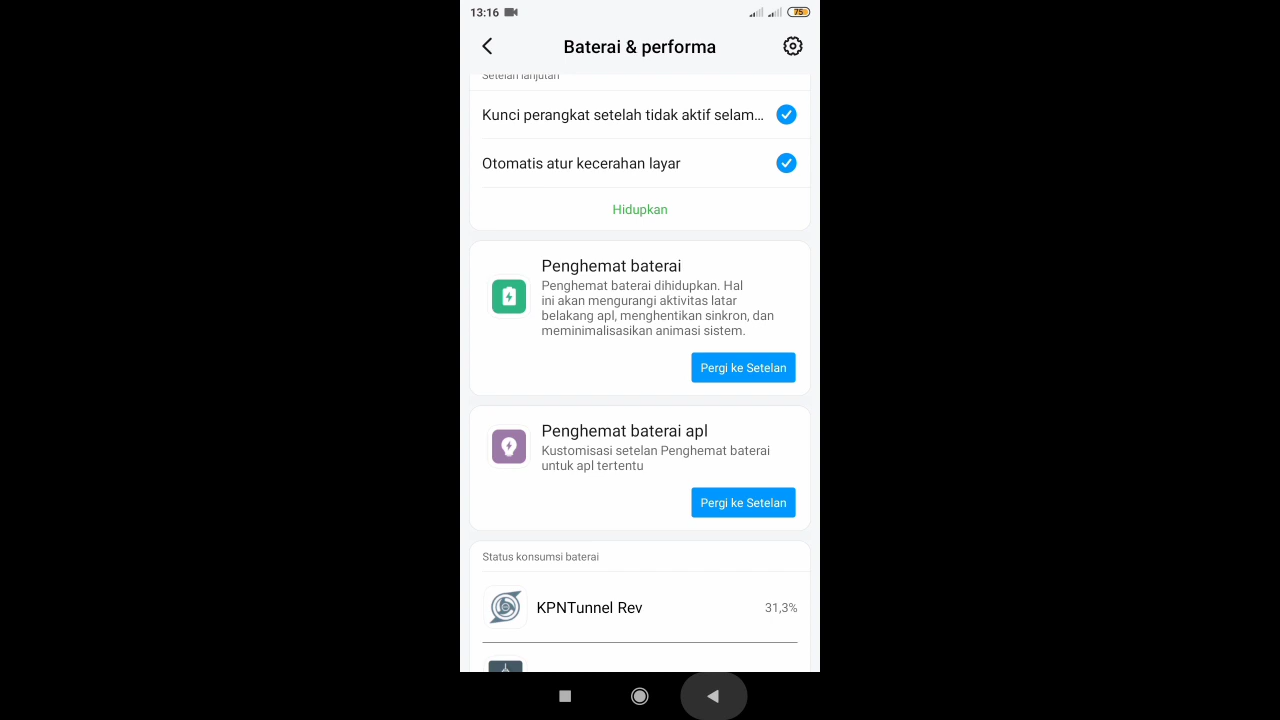 13:16
75
Baterai & performa
Setelan lanjutan
Kunci perangkat setelah tidak aktif selam...
Otomatis atur kecerahan layar
Hidupkan
Penghemat baterai
Penghemat baterai dihidupkan. Hal
ini akan mengurangi aktivitas latar
belakang apl, menghentikan sinkron, dan
meminimalisasikan animasi sistem.
Pergi ke Setelan
Penghemat baterai apl
Kustomisasi setelan Penghemat baterai
untuk apl tertentu
Pergi ke Setelan
Status konsumsi baterai
KPNTunnel Rev
31,3%